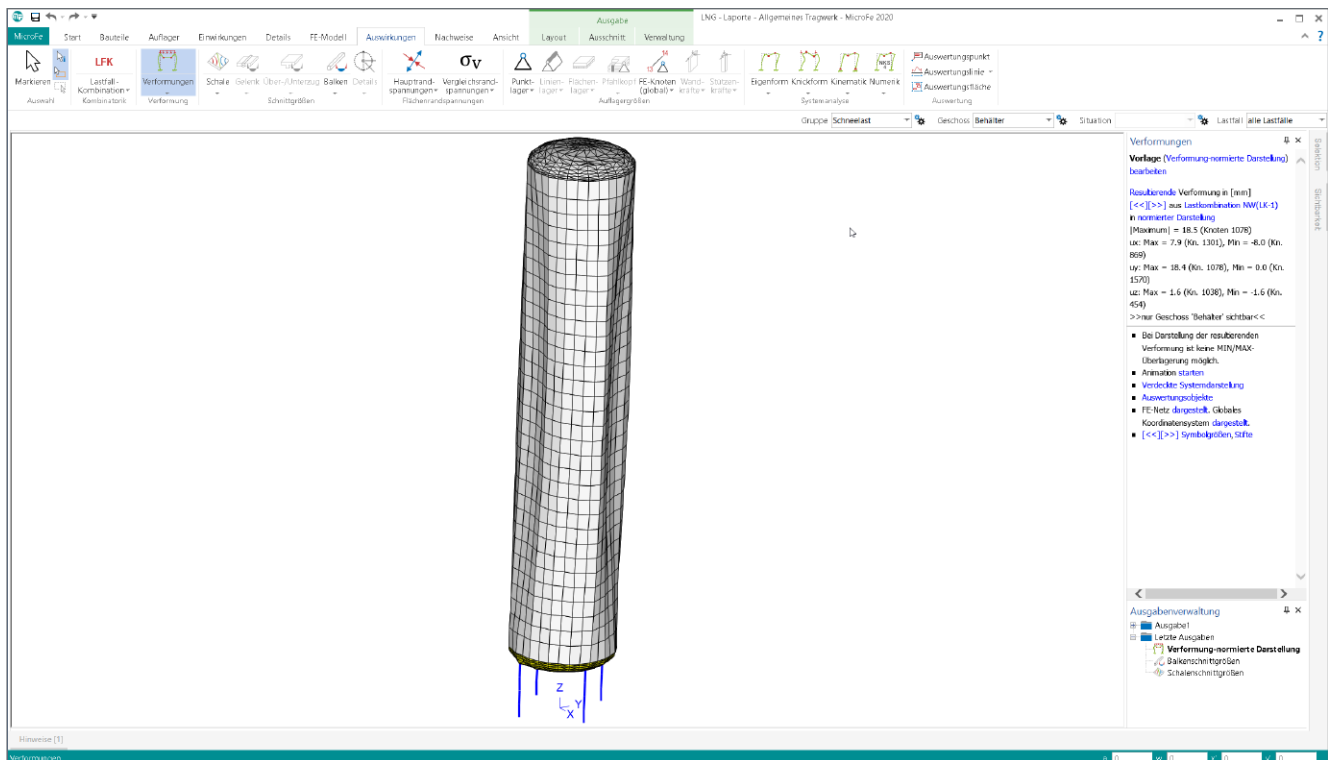 Ausgabe
LNG - Laporte - Allgemeines Tragwerk - MicroFe 2020
MicroFe Start Bauteile Auflager Einwirkungen Details FE-Modell Auswirkungen Nachweise Ansicht Layout Ausschnitt Verwaltung
Markieren
LFK
Lastfall-
Kombination
Verformungen
Schale Gelenk Über-/Unterzug Balken Details
Hauptrand-
spannungen
σv
Vergleichsrand-
spannungen
Punkt-
lager
Linien-
lager
Flächen-
lager
Pfahlkopf
FE-Knoten
(global)
Wand-
kräfte
Stützen-
kräfte
Eigenform Knickform Kinematik Numerik
Auswertungspunkt
Auswertungslinie
Auswertungsfläche
Auswahl Kombinatorik Verformung Schnittgrößen Flächenrandspannungen Auflagergrößen Systemanalyse Auswertung
Gruppe Schneelast Geschoss Behälter Situation Lastfall alle Lastfälle
Verformungen
Vorlage (Verformung-normierte Darstellung)
bearbeiten
Resultierende Verformung in [mm]
[<<][>>] aus Lastkombination NW(LK-1)
in normierter Darstellung
|Maximum| = 18.5 (Knoten 1078)
ux: Max = 7.9 (Kn. 1301), Min = -8.0 (Kn.
869)
uy: Max = 18.4 (Kn. 1078), Min = 0.0 (Kn.
1570)
uz: Max = 1.6 (Kn. 1038), Min = -1.6 (Kn.
454)
>>nur Geschoss 'Behälter' sichtbar<<
Bei Darstellung der resultierenden
Verformung ist keine MIN/MAX-
Überlagerung möglich.
Animation starten
Verdeckte Systemdarstellung
Auswertungsobjekte
FE-Netz dargestellt. Globales
Koordinatensystem dargestellt.
[<<][>>] Symbolgrößen, Stifte
Selektion
Sichtbarkeit
Ausgabenverwaltung
Ausgabe1
Letzte Ausgaben
Verformung-normierte Darstellung
Balkenschnittgrößen
Schalenschnittgrößen
Z
Y
X
Hinweise [1]
Verformungen